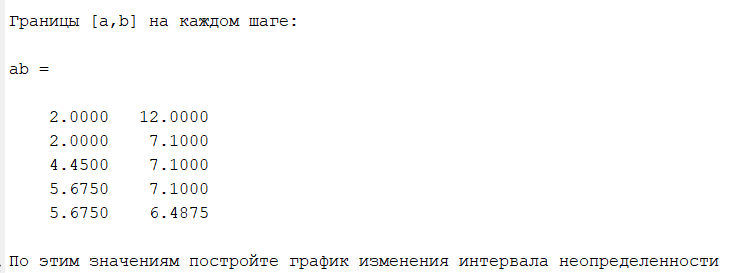 Границы [a,b] на каждом шаге:
ab =
2.0000 12.0000
2.0000 7.1000
4.4500 7.1000
5.6750 7.1000
5.6750 6.4875
По этим значениям постройте график изменения интервала неопределенности